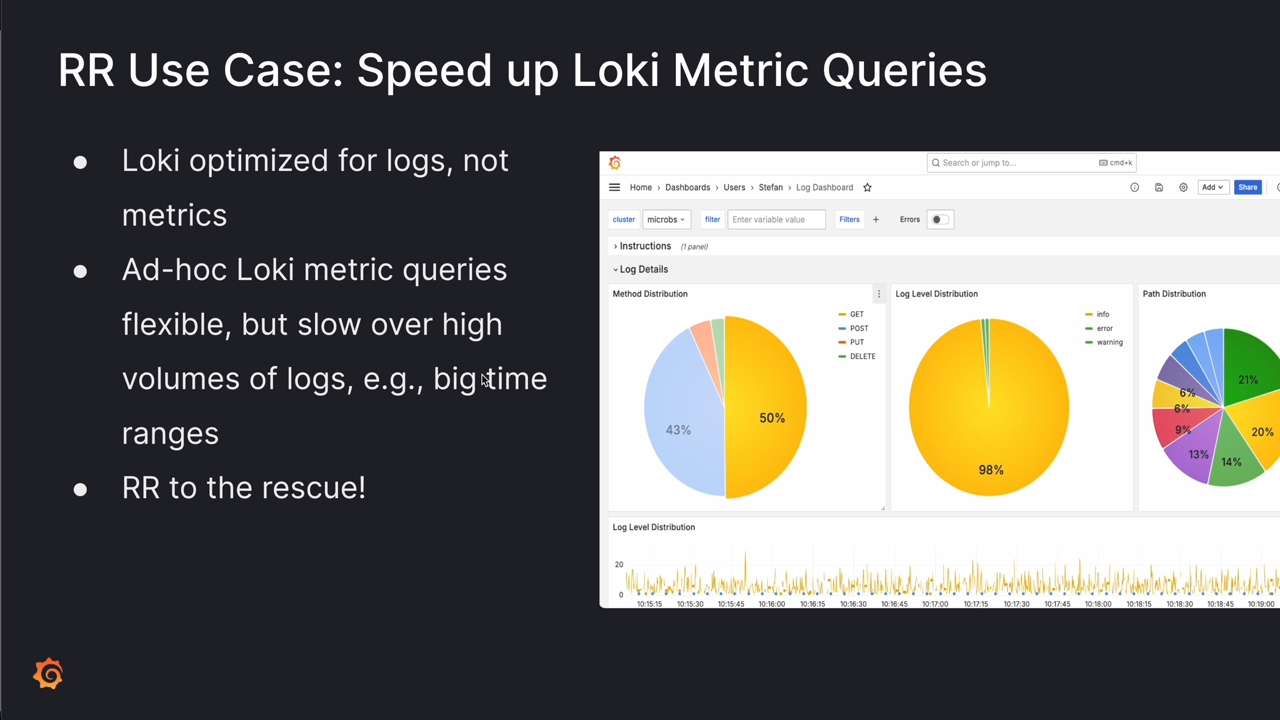 RR Use Case: Speed up Loki Metric Queries
● Loki optimized for logs, not
metrics
● Ad-hoc Loki metric queries
flexible, but slow over high
volumes of logs, e.g., big time
ranges
● RR to the rescue!
Search or jump to... cmd+k
Home › Dashboards › Users › Stefan › Log Dashboard
Add Share
cluster microbs filter Enter variable value Filters + Errors
Instructions (1 panel)
Log Details
Method Distribution
GET
POST
PUT
DELETE
43%
50%
Log Level Distribution
info
error
warning
98%
Path Distribution
21%
20%
14%
13%
9%
6%
6%
Log Level Distribution
20
0
10:15:15 10:15:30 10:15:45 10:16:00 10:16:15 10:16:30 10:16:45 10:17:00 10:17:15 10:17:30 10:17:45 10:18:00 10:18:15 10:18:30 10:18:45 10:19:00